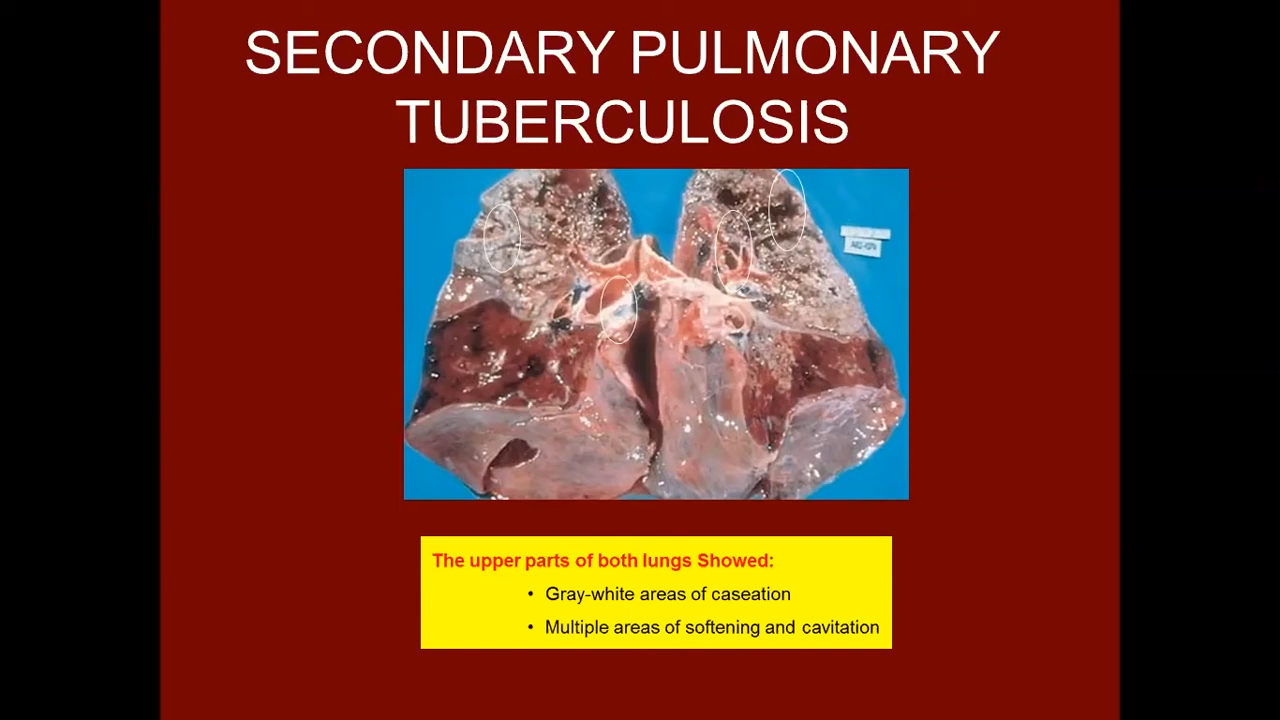 SECONDARY PULMONARY
TUBERCULOSIS
The upper parts of both lungs Showed:
• Gray-white areas of caseation
• Multiple areas of softening and cavitation